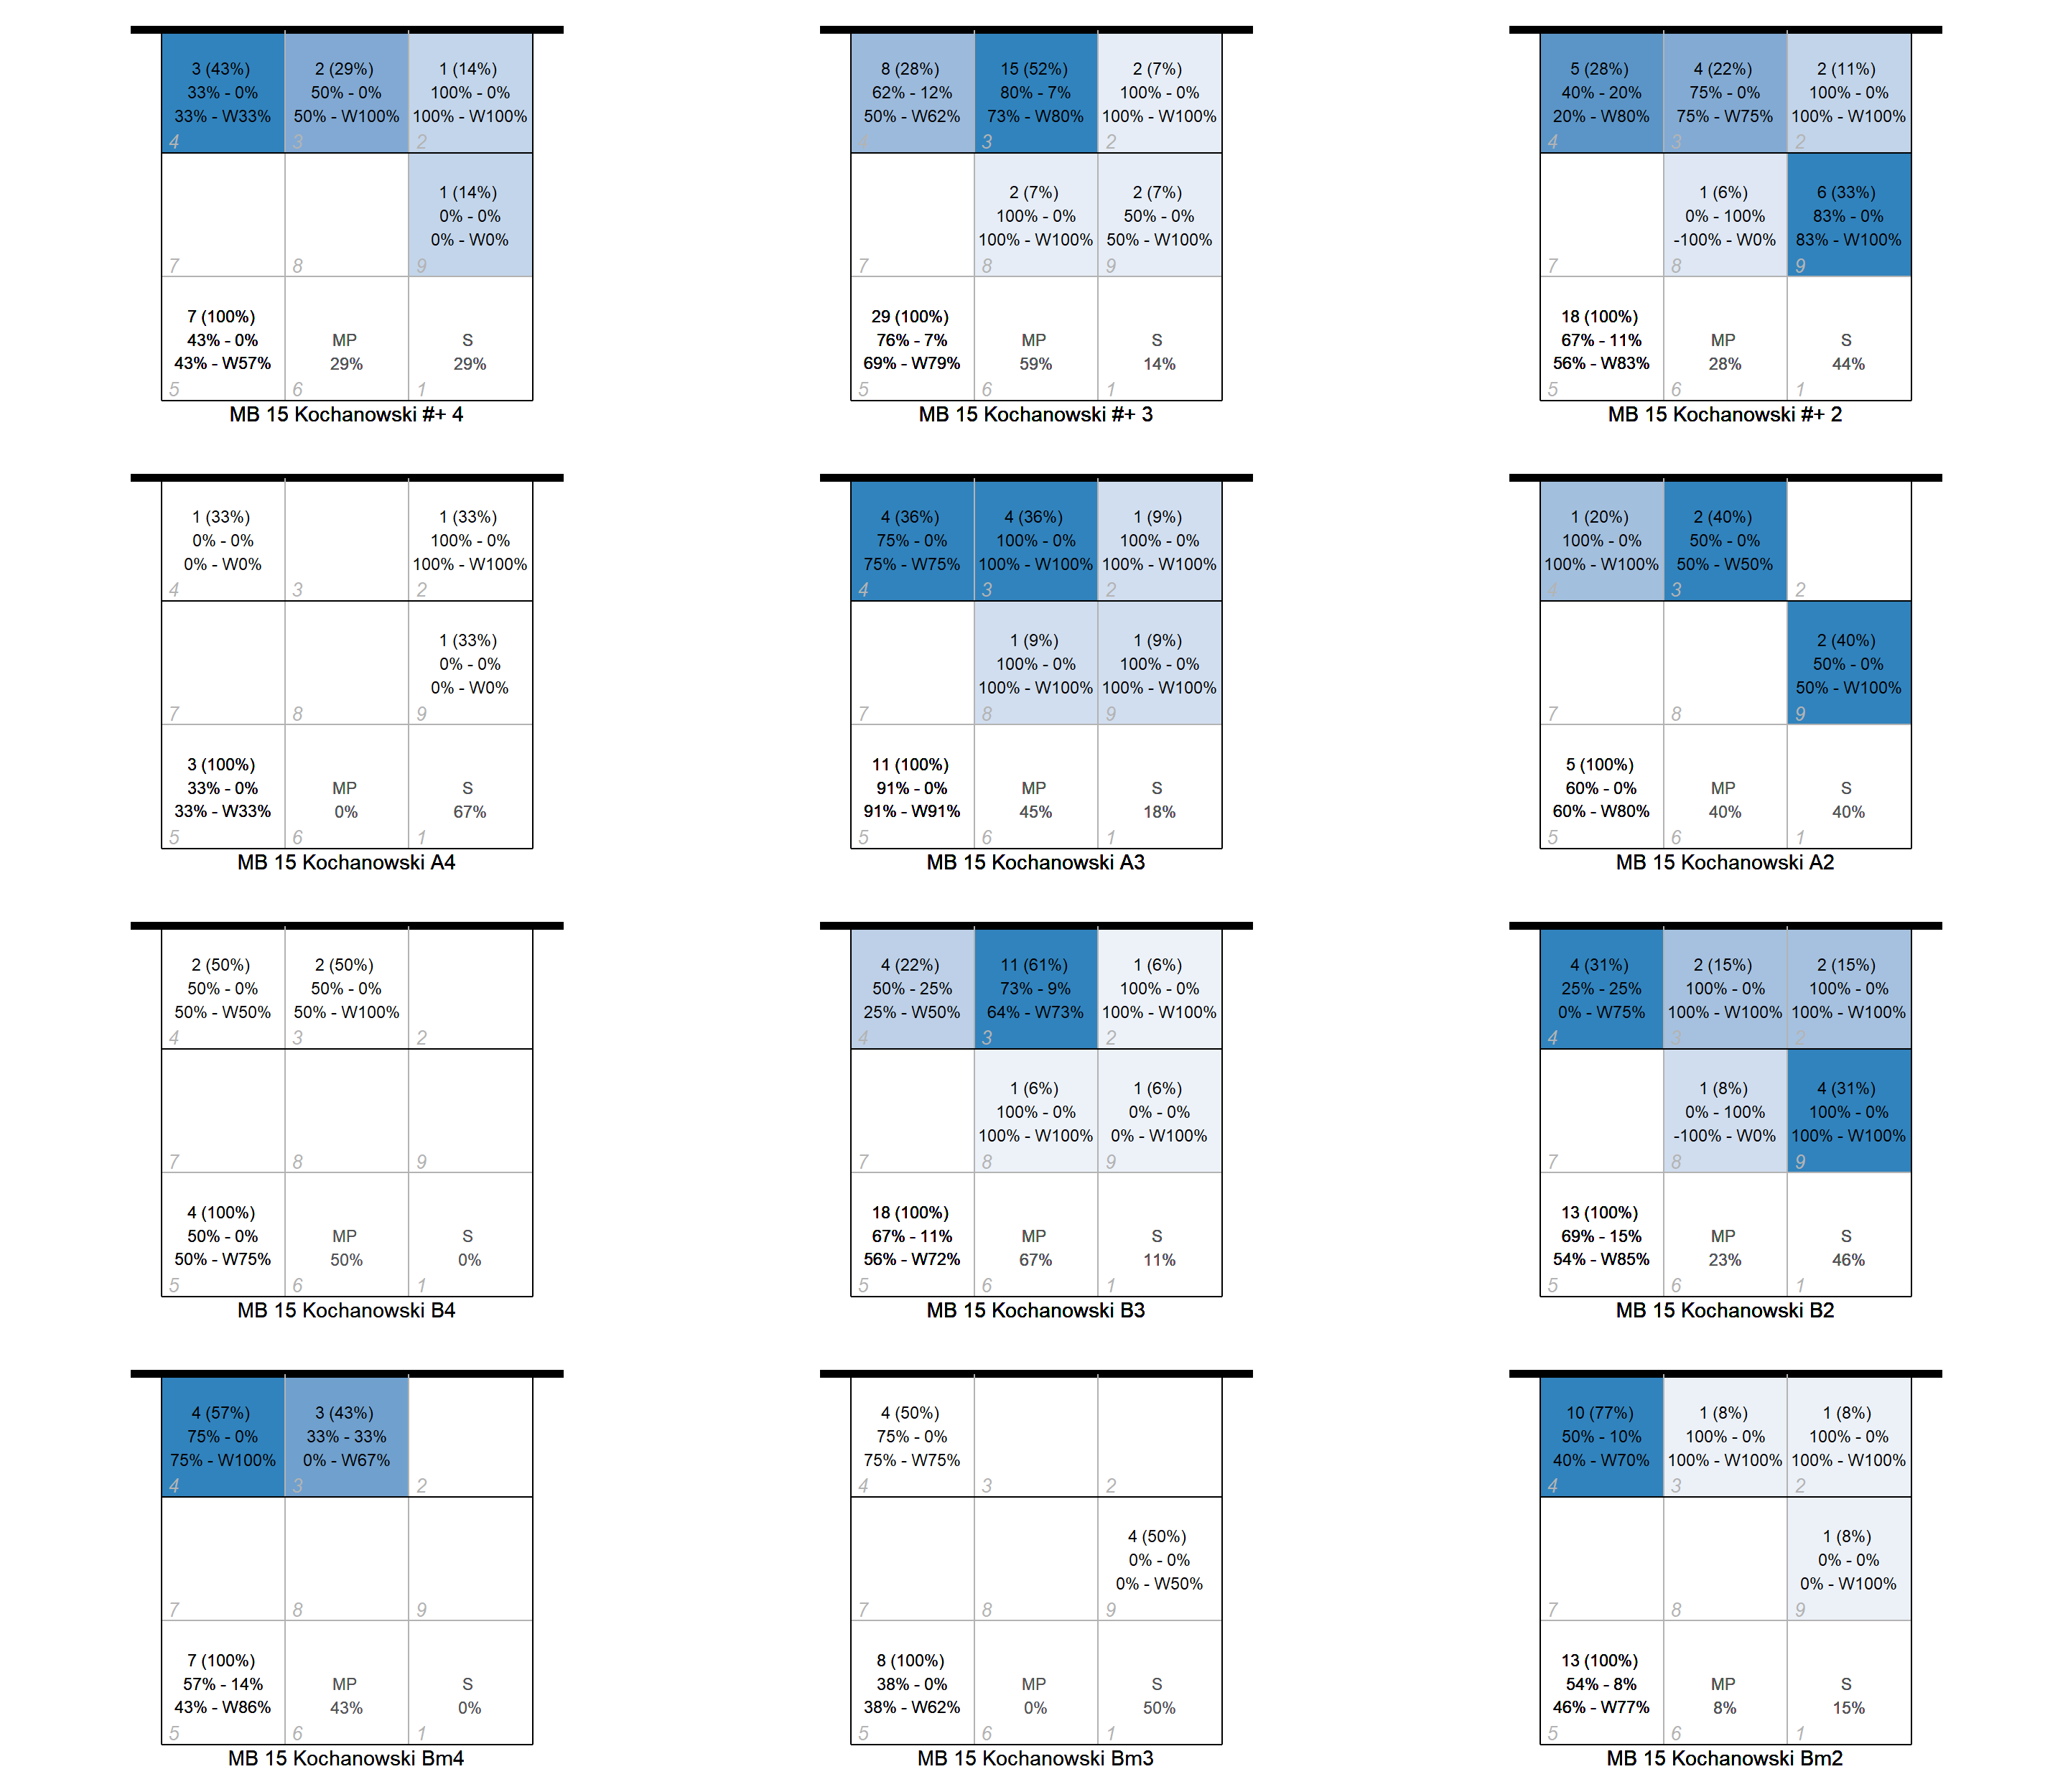 3 (43%)
33% - 0%
33% - W33%
4
2 (29%)
50% - 0%
50% - W100%
3
1 (14%)
100% - 0%
100% - W100%
2
7
8
1 (14%)
0% - 0%
0% - W0%
9
7 (100%)
43% - 0%
43% - W57%
5
MP
29%
6
S
29%
1
MB 15 Kochanowski #+ 4
8 (28%)
62% - 12%
50% - W62%
4
15 (52%)
80% - 7%
73% - W80%
3
2 (7%)
100% - 0%
100% - W100%
2
7
2 (7%)
100% - 0%
100% - W100%
8
2 (7%)
50% - 0%
50% - W100%
9
29 (100%)
76% - 7%
69% - W79%
5
MP
59%
6
S
14%
1
MB 15 Kochanowski #+ 3
5 (28%)
40% - 20%
20% - W80%
4
4 (22%)
75% - 0%
75% - W75%
3
2 (11%)
100% - 0%
100% - W100%
2
7
1 (6%)
0% - 100%
-100% - W0%
8
6 (33%)
83% - 0%
83% - W100%
9
18 (100%)
67% - 11%
56% - W83%
5
MP
28%
6
S
44%
1
MB 15 Kochanowski #+ 2
1 (33%)
0% - 0%
0% - W0%
4
3
1 (33%)
100% - 0%
100% - W100%
2
7
8
1 (33%)
0% - 0%
0% - W0%
9
3 (100%)
33% - 0%
33% - W33%
5
MP
0%
6
S
67%
1
MB 15 Kochanowski A4
4 (36%)
75% - 0%
75% - W75%
4
4 (36%)
100% - 0%
100% - W100%
3
1 (9%)
100% - 0%
100% - W100%
2
7
1 (9%)
100% - 0%
100% - W100%
8
1 (9%)
100% - 0%
100% - W100%
9
11 (100%)
91% - 0%
91% - W91%
5
MP
45%
6
S
18%
1
MB 15 Kochanowski A3
1 (20%)
100% - 0%
100% - W100%
4
2 (40%)
50% - 0%
50% - W50%
3
2
7
8
2 (40%)
50% - 0%
50% - W100%
9
5 (100%)
60% - 0%
60% - W80%
5
MP
40%
6
S
40%
1
MB 15 Kochanowski A2
2 (50%)
50% - 0%
50% - W50%
4
2 (50%)
50% - 0%
50% - W100%
3
2
7
8
9
4 (100%)
50% - 0%
50% - W75%
5
MP
50%
6
S
0%
1
MB 15 Kochanowski B4
4 (22%)
50% - 25%
25% - W50%
4
11 (61%)
73% - 9%
64% - W73%
3
1 (6%)
100% - 0%
100% - W100%
2
7
1 (6%)
100% - 0%
100% - W100%
8
1 (6%)
0% - 0%
0% - W100%
9
18 (100%)
67% - 11%
56% - W72%
5
MP
67%
6
S
11%
1
MB 15 Kochanowski B3
4 (31%)
25% - 25%
0% - W75%
4
2 (15%)
100% - 0%
100% - W100%
3
2 (15%)
100% - 0%
100% - W100%
2
7
1 (8%)
0% - 100%
-100% - W0%
8
4 (31%)
100% - 0%
100% - W100%
9
13 (100%)
69% - 15%
54% - W85%
5
MP
23%
6
S
46%
1
MB 15 Kochanowski B2
4 (57%)
75% - 0%
75% - W100%
4
3 (43%)
33% - 33%
0% - W67%
3
2
7
8
9
7 (100%)
57% - 14%
43% - W86%
5
MP
43%
6
S
0%
1
MB 15 Kochanowski Bm4
4 (50%)
75% - 0%
75% - W75%
4
3
2
7
8
4 (50%)
0% - 0%
0% - W50%
9
8 (100%)
38% - 0%
38% - W62%
5
MP
0%
6
S
50%
1
MB 15 Kochanowski Bm3
10 (77%)
50% - 10%
40% - W70%
4
1 (8%)
100% - 0%
100% - W100%
3
1 (8%)
100% - 0%
100% - W100%
2
7
8
1 (8%)
0% - 0%
0% - W100%
9
13 (100%)
54% - 8%
46% - W77%
5
MP
8%
6
S
15%
1
MB 15 Kochanowski Bm2